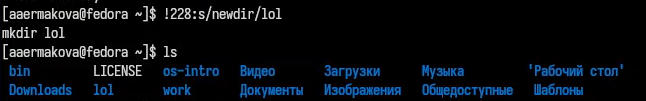 [aaermakova@fedora ~]$ !228:s/newdir/lol
mkdir lol
[aaermakova@fedora ~]$ ls
bin LICENSE os-intro Видео Загрузки Музыка 'Рабочий стол'
Downloads lol work Документы Изображения Общедоступные Шаблоны